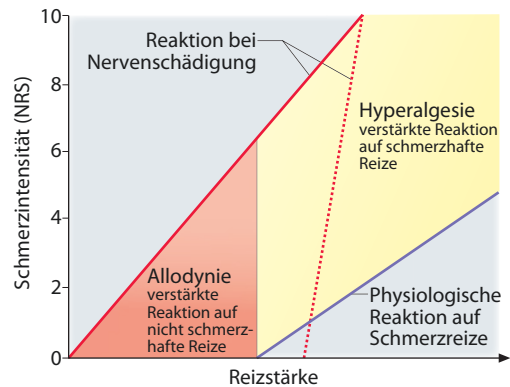 Schmerzintensität (NRS)
10
8
6
4
2
0
Reaktion bei
Nervenschädigung
Hyperalgesie
verstärkte Reaktion
auf schmerzhafte
Reize
Allodynie
verstärkte
Reaktion auf
nicht schmerz-
hafte Reize
Physiologische
Reaktion auf
Schmerzreize
Reizstärke